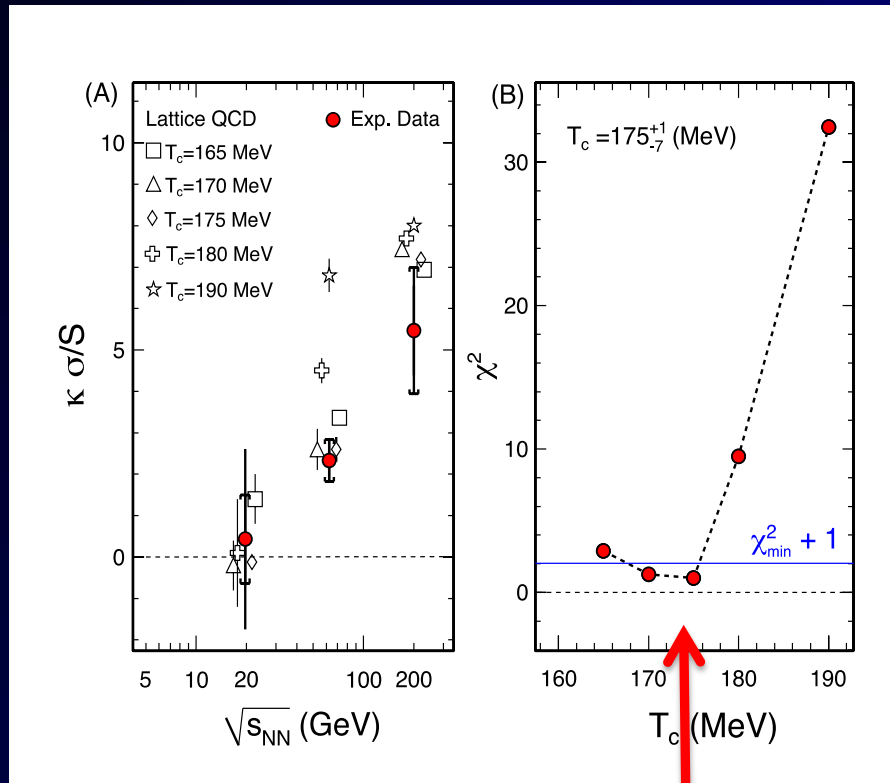 (A)
Lattice QCD
Exp. Data
T_c=165 MeV
T_c=170 MeV
T_c=175 MeV
T_c=180 MeV
T_c=190 MeV
10
5
0
κ σ/S
5 10 20 100 200
√s_NN (GeV)
(B)
T_c =175^{+1}_{-7} (MeV)
30
20
10
0
χ²
χ²_min + 1
160 170 180 190
T_c (MeV)